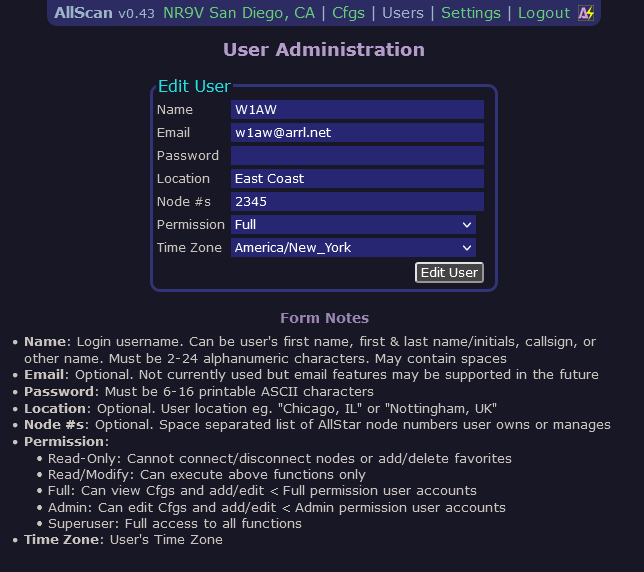 AllScan v0.43 NR9V San Diego, CA | Cfgs | Users | Settings | Logout
User Administration
Edit User
Name W1AW
Email w1aw@arrl.net
Password
Location East Coast
Node #s 2345
Permission Full
Time Zone America/New_York
Edit User
Form Notes
• Name: Login username. Can be user's first name, first & last name/initials, callsign, or
other name. Must be 2-24 alphanumeric characters. May contain spaces
• Email: Optional. Not currently used but email features may be supported in the future
• Password: Must be 6-16 printable ASCII characters
• Location: Optional. User location eg. "Chicago, IL" or "Nottingham, UK"
• Node #s: Optional. Space separated list of AllStar node numbers user owns or manages
• Permission:
• Read-Only: Cannot connect/disconnect nodes or add/delete favorites
• Read/Modify: Can execute above functions only
• Full: Can view Cfgs and add/edit < Full permission user accounts
• Admin: Can edit Cfgs and add/edit < Admin permission user accounts
• Superuser: Full access to all functions
• Time Zone: User's Time Zone